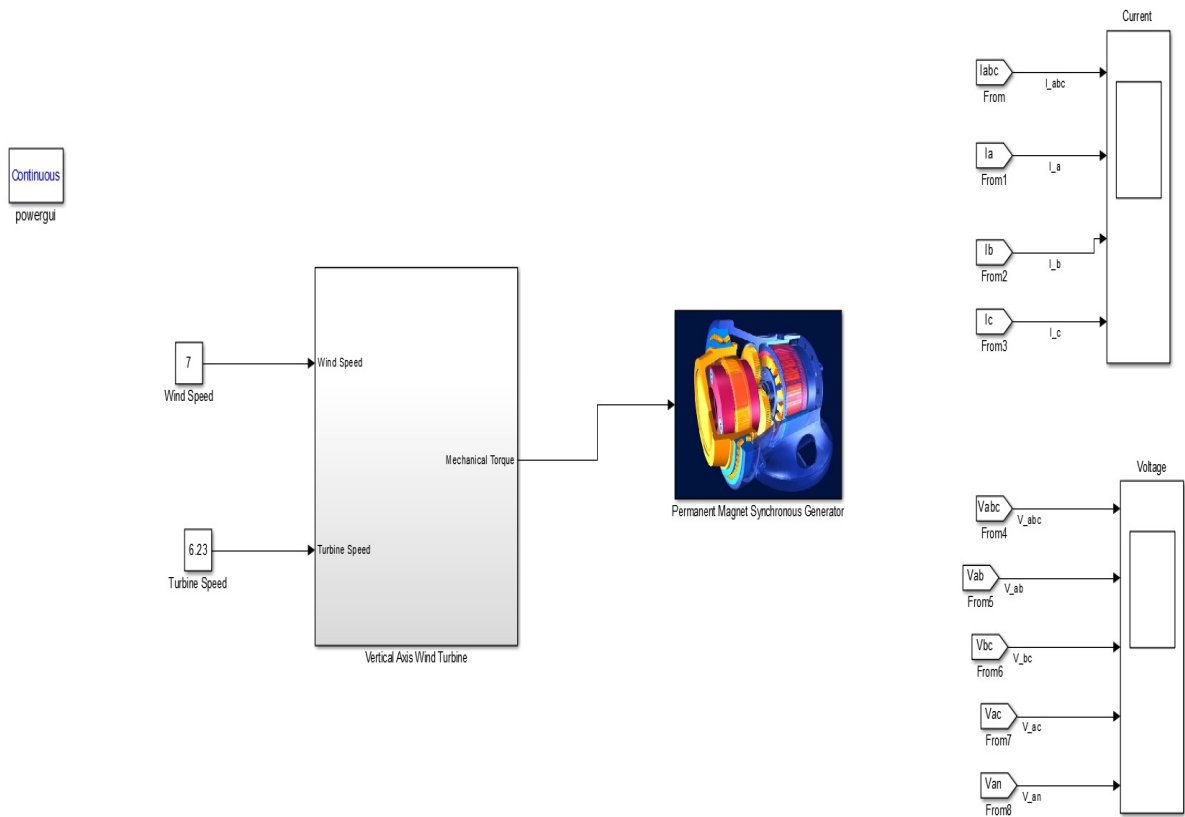 Continuous
powergui
7
Wind Speed
6.23
Turbine Speed
Wind Speed
Mechanical Torque
Turbine Speed
Vertical Axis Wind Turbine
Permanent Magnet Synchronous Generator
Current
Iabc
I_abc
From
Ia
I_a
From1
Ib
I_b
From2
Ic
I_c
From3
Voltage
Vabc
V_abc
From4
Vab
V_ab
From5
Vbc
V_bc
From6
Vac
V_ac
From7
Van
V_an
From8